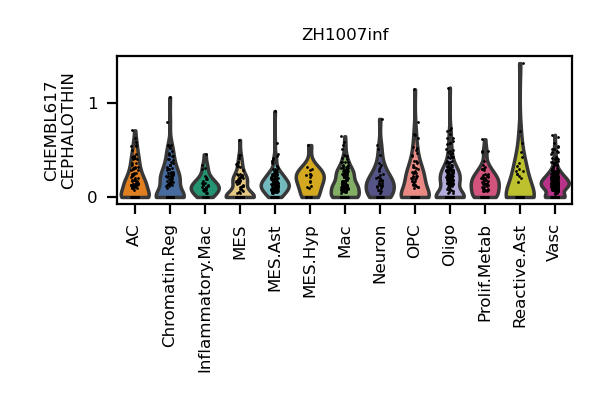 ZH1007inf
CHEMBL617
CEPHALOTHIN
1
0
AC
Chromatin.Reg
Inflammatory.Mac
MES
MES.Ast
MES.Hyp
Mac
Neuron
OPC
Oligo
Prolif.Metab
Reactive.Ast
Vasc